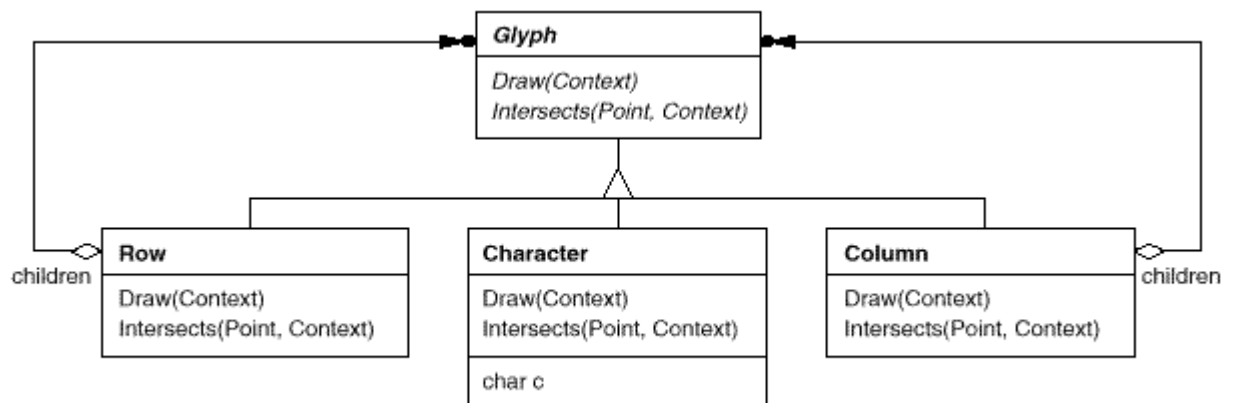 Glyph
Draw(Context)
Intersects(Point, Context)
children
Row
Draw(Context)
Intersects(Point, Context)
Character
Draw(Context)
Intersects(Point, Context)
char c
Column
Draw(Context)
Intersects(Point, Context)
children